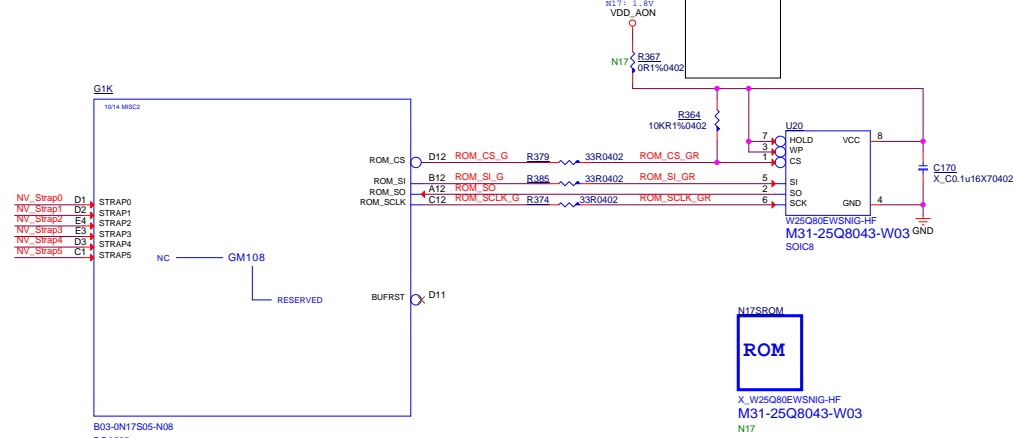 N17: 1.8V
VDD_AON
N17
R367
0R1%0402
G1K
10/14 MISC2
R364
10KR1%0402
U20
7
HOLD
VCC
8
3
WP
1
CS
ROM_CS
D12
ROM_CS_G
R379
33R0402
ROM_CS_GR
C170
X_C0.1u16X70402
ROM_SI
B12
ROM_SI_G
R385
33R0402
ROM_SI_GR
5
SI
ROM_SO
A12
ROM_SO
2
SO
ROM_SCLK
C12
ROM_SCLK_G
R374
33R0402
ROM_SCLK_GR
6
SCK
GND
4
NV_Strap0
D1
STRAP0
NV_Strap1
D2
STRAP1
NV_Strap2
E4
STRAP2
NV_Strap3
E3
STRAP3
NV_Strap4
D3
STRAP4
NV_Strap5
C1
STRAP5
W25Q80EWSNIG-HF
M31-25Q8043-W03
SOIC8
GND
NC
GM108
RESERVED
BUFRST
D11
N17SROM
ROM
X_W25Q80EWSNIG-HF
M31-25Q8043-W03
N17
B03-0N17S05-N08